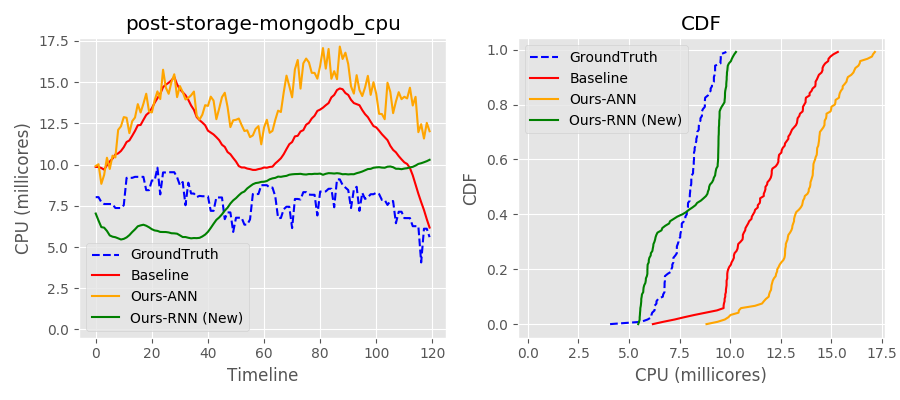 post-storage-mongodb_cpu
CPU (millicores)
17.5
15.0
12.5
10.0
7.5
5.0
2.5
0.0
GroundTruth
Baseline
Ours-ANN
Ours-RNN (New)
0 20 40 60 80 100 120
Timeline
CDF
CDF
1.0
0.8
0.6
0.4
0.2
0.0
GroundTruth
Baseline
Ours-ANN
Ours-RNN (New)
0.0 2.5 5.0 7.5 10.0 12.5 15.0 17.5
CPU (millicores)